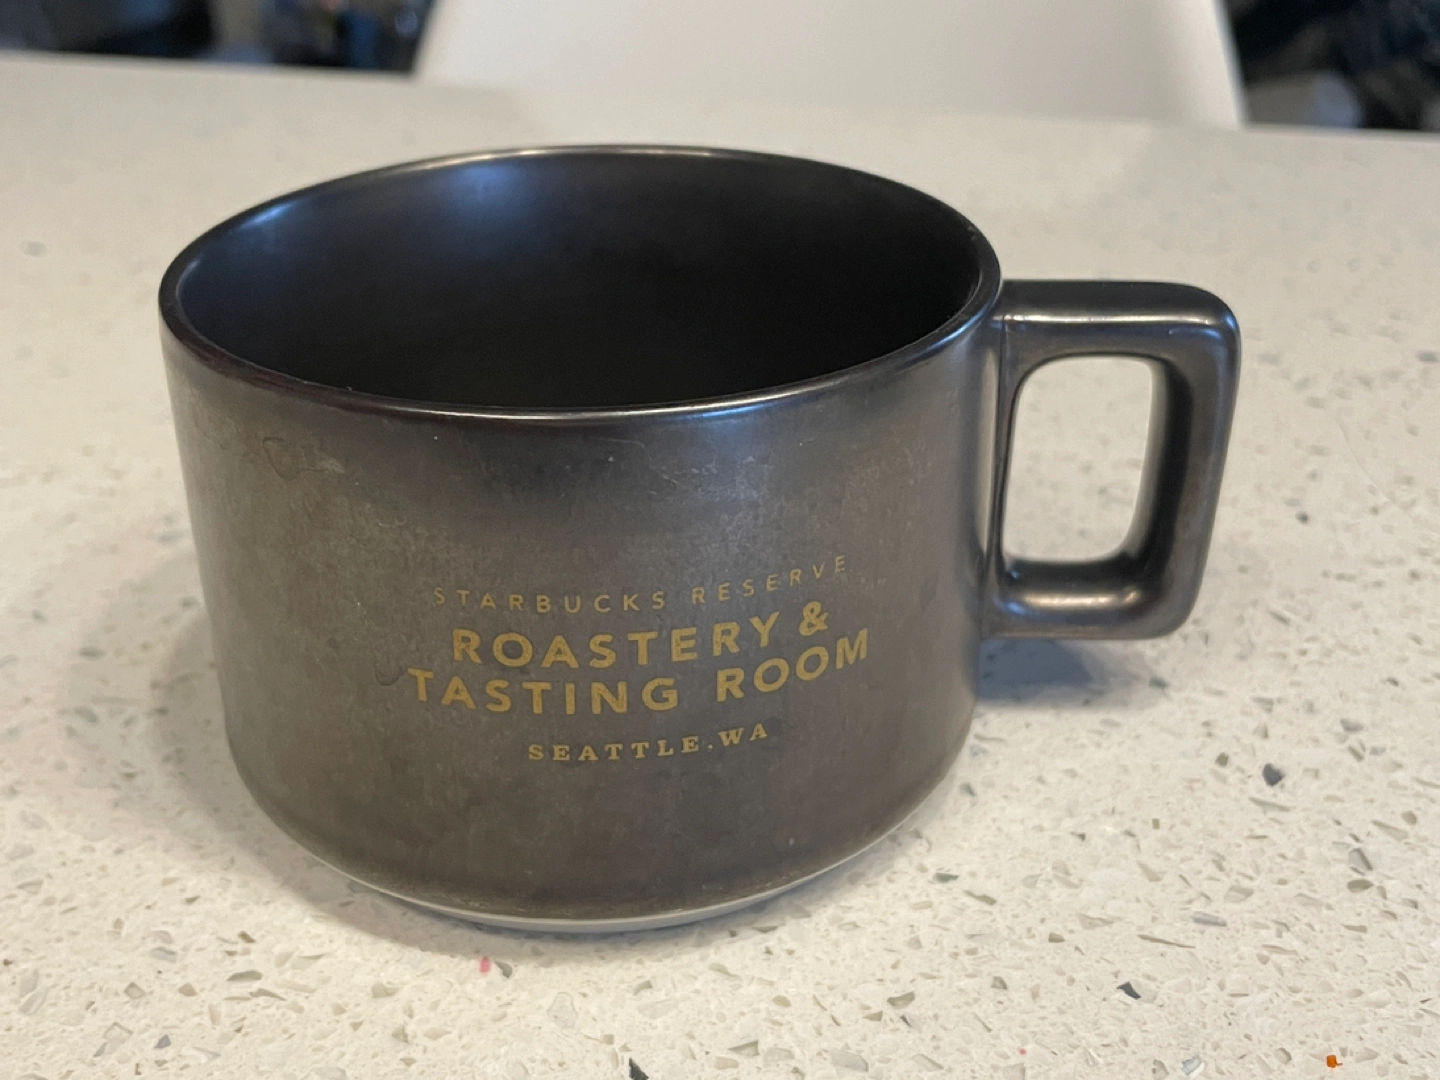 STARBUCKS RESERVE
ROASTERY &
TASTING ROOM
SEATTLE.WA